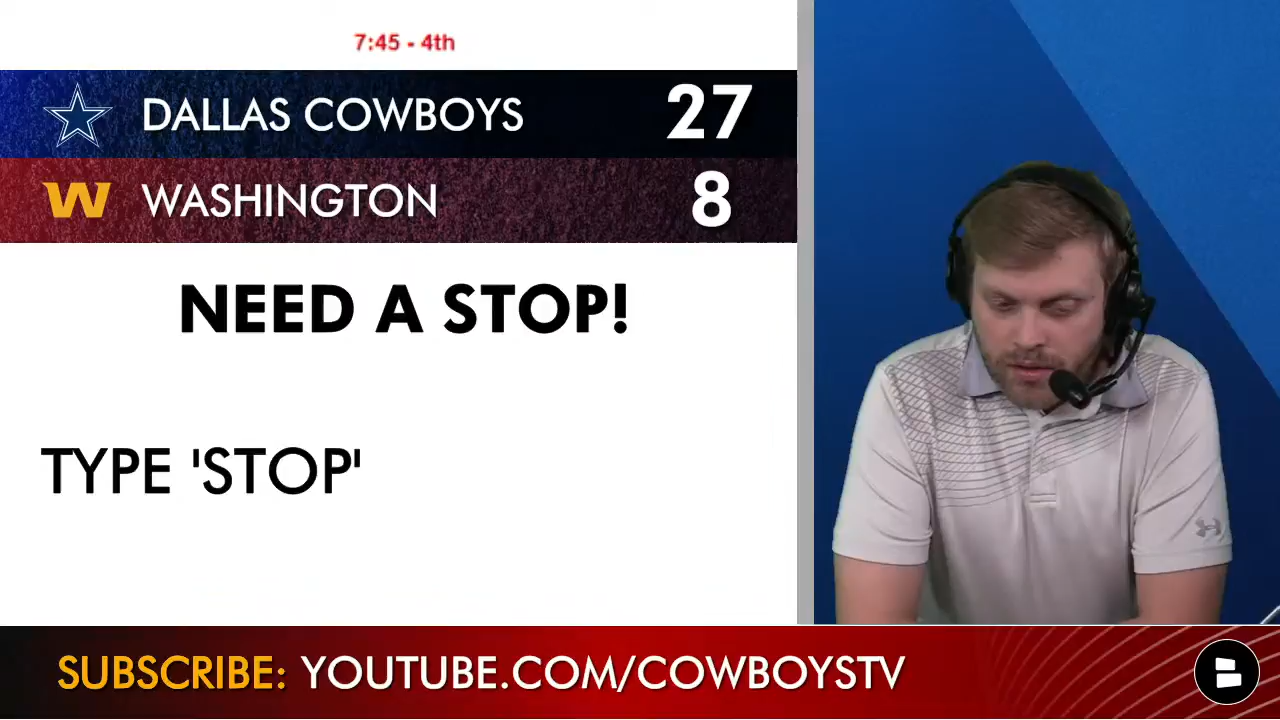 7:45 - 4th
DALLAS COWBOYS 27
W WASHINGTON 8
NEED A STOP!
TYPE 'STOP'
SUBSCRIBE: YOUTUBE.COM/COWBOYSTV